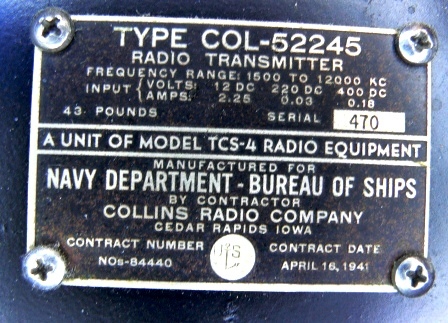 TYPE COL-52245
RADIO TRANSMITTER
FREQUENCY RANGE: 1500 TO 12000 KC
INPUT { VOLTS: 12 DC 220 DC 400 DC
AMPS: 2.25 0.03 0.18
43 POUNDS SERIAL 470
A UNIT OF MODEL TCS-4 RADIO EQUIPMENT
MANUFACTURED FOR
NAVY DEPARTMENT - BUREAU OF SHIPS
BY CONTRACTOR
COLLINS RADIO COMPANY
CEDAR RAPIDS IOWA
CONTRACT NUMBER CONTRACT DATE
NOs-84440 APRIL 16, 1941